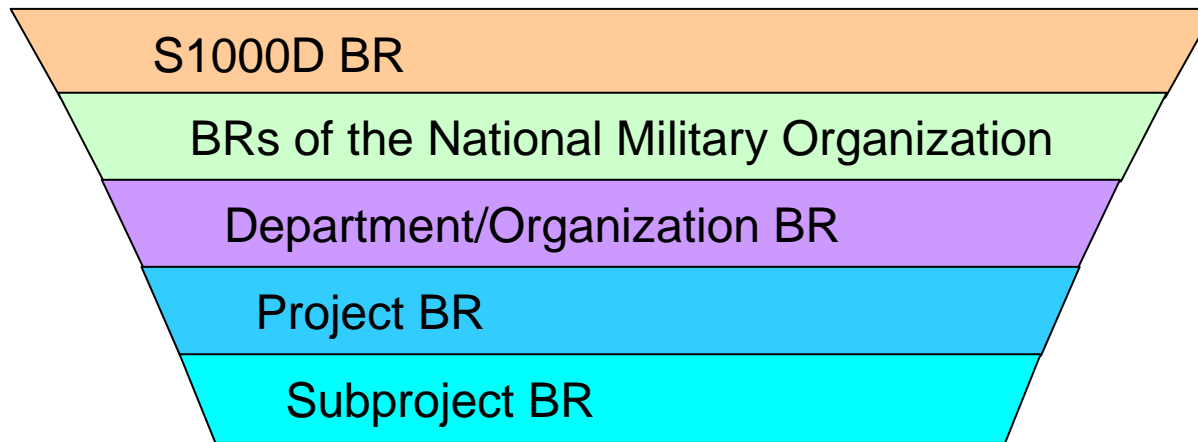 S1000D BR
BRs of the National Military Organization
Department/Organization BR
Project BR
Subproject BR